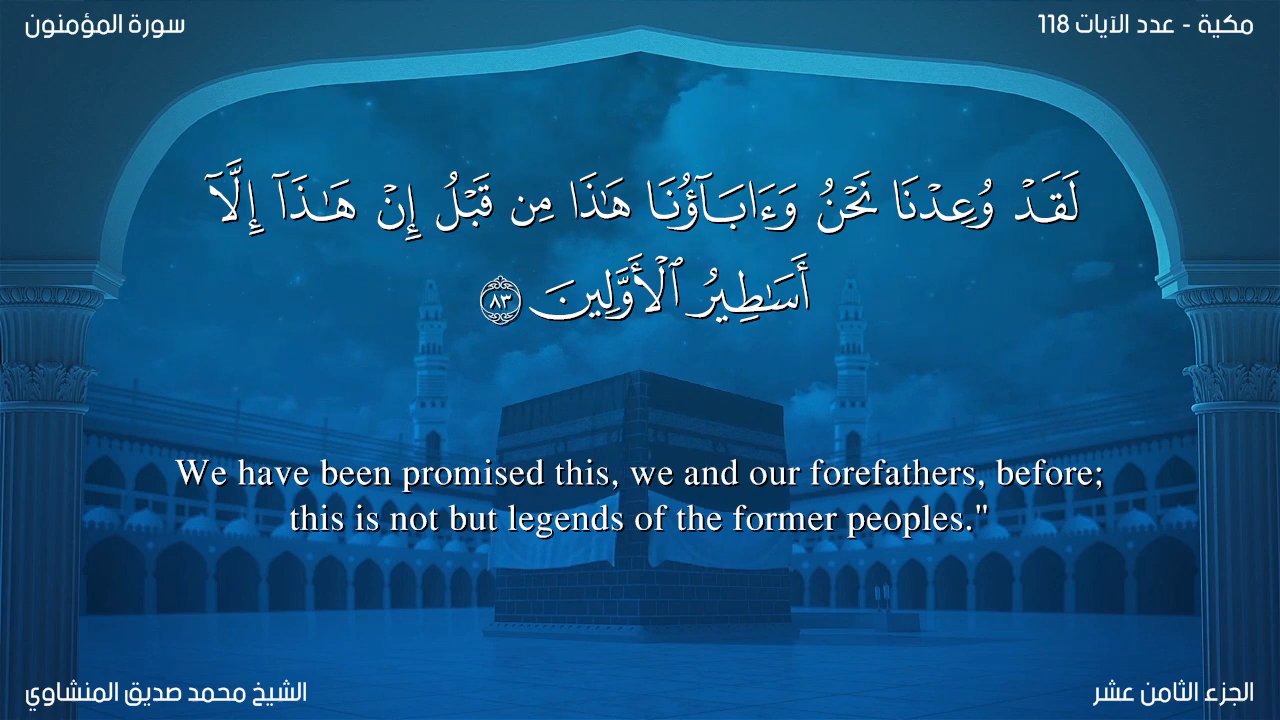 سورة المؤمنون
مكية - عدد الآيات 118
لَقَدْ وُعِدْنَا نَحْنُ وَءَابَآؤُنَا هَٰذَا مِن قَبْلُ إِنْ هَٰذَآ إِلَّآ
أَسَٰطِيرُ ٱلْأَوَّلِينَ ٨٣
We have been promised this, we and our forefathers, before;
this is not but legends of the former peoples."
الشيخ محمد صديق المنشاوي
الجزء الثامن عشر